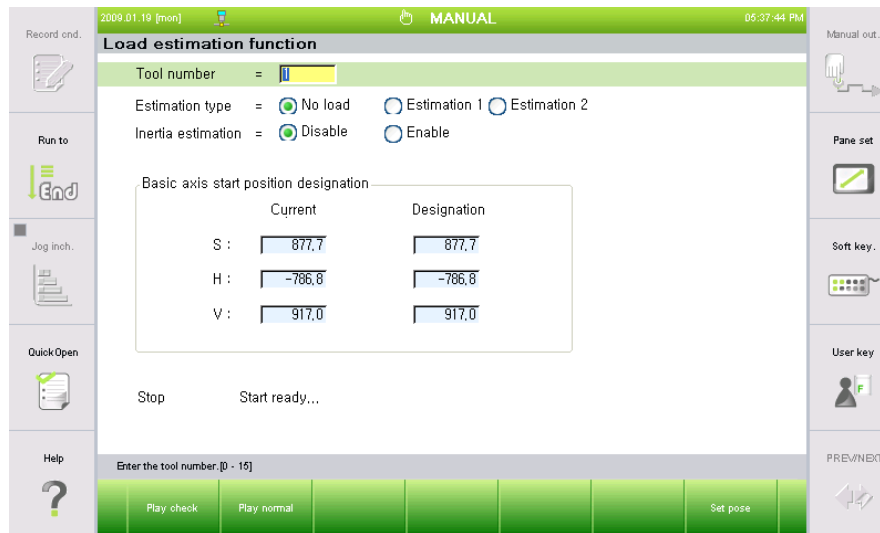 2009.01.19 [mon] MANUAL 05:37:44 PM
Record cnd.
Manual out.
Load estimation function
Tool number = 1
Estimation type = No load Estimation 1 Estimation 2
Inertia estimation = Disable Enable
Run to
End
Pane set
Basic axis start position designation
Current Designation
S : 877,7 877,7
H : -786,8 -786,8
V : 917,0 917,0
Jog inch.
Soft key.
QuickOpen
User key
F
Stop Start ready...
Help
PREV/NEXT
Enter the tool number.[0 - 15]
Play check Play normal Set pose